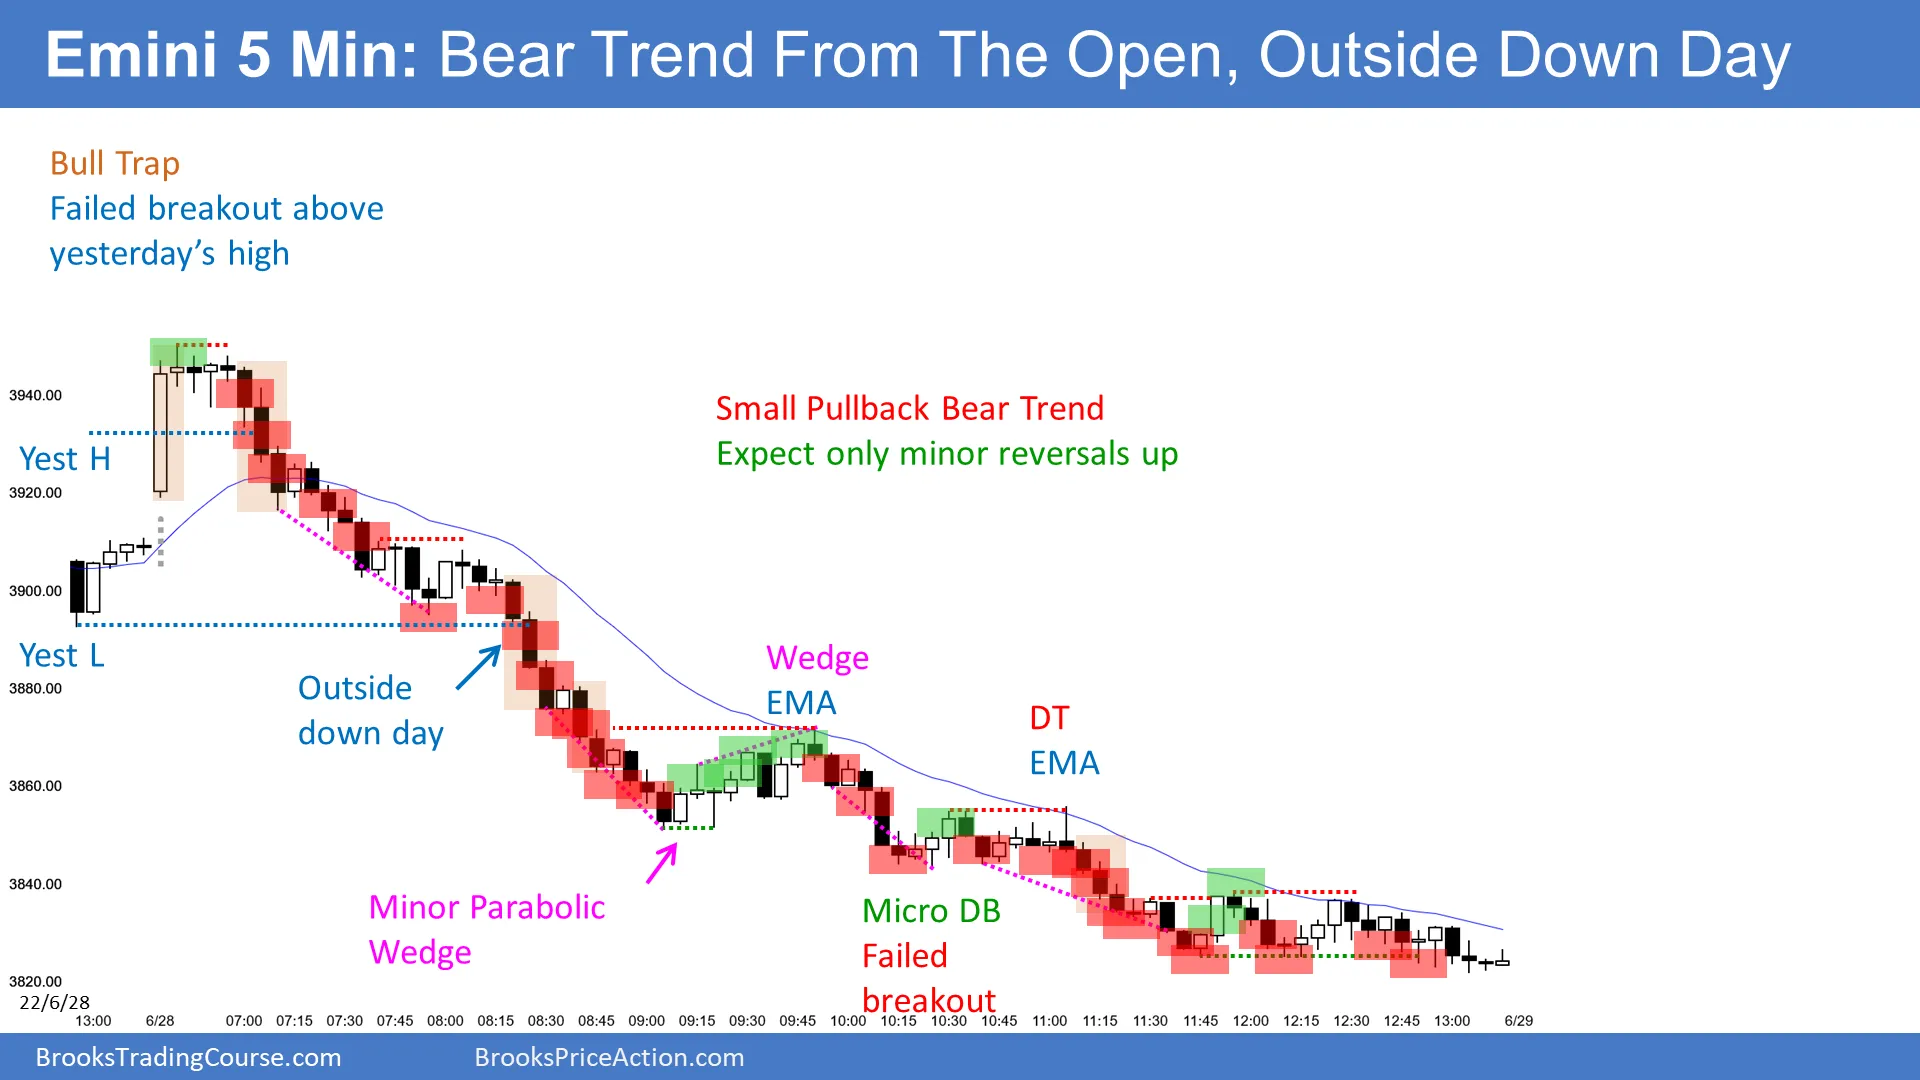 Emini 5 Min: Bear Trend From The Open, Outside Down Day
Bull Trap
Failed breakout above
yesterday’s high
3940.00
Small Pullback Bear Trend
Yest H
Expect only minor reversals up
3920.00
3900.00
Yest L
3880.00
Outside
down day
Wedge
EMA
DT
EMA
3860.00
3840.00
Minor Parabolic
Wedge
Micro DB
Failed
breakout
3820.00
22/6/28
13:00 6/28 07:00 07:15 07:30 07:45 08:00 08:15 08:30 08:45 09:00 09:15 09:30 09:45 10:00 10:15 10:30 10:45 11:00 11:15 11:30 11:45 12:00 12:15 12:30 12:45 13:00 6/29
BrooksTradingCourse.com BrooksPriceAction.com